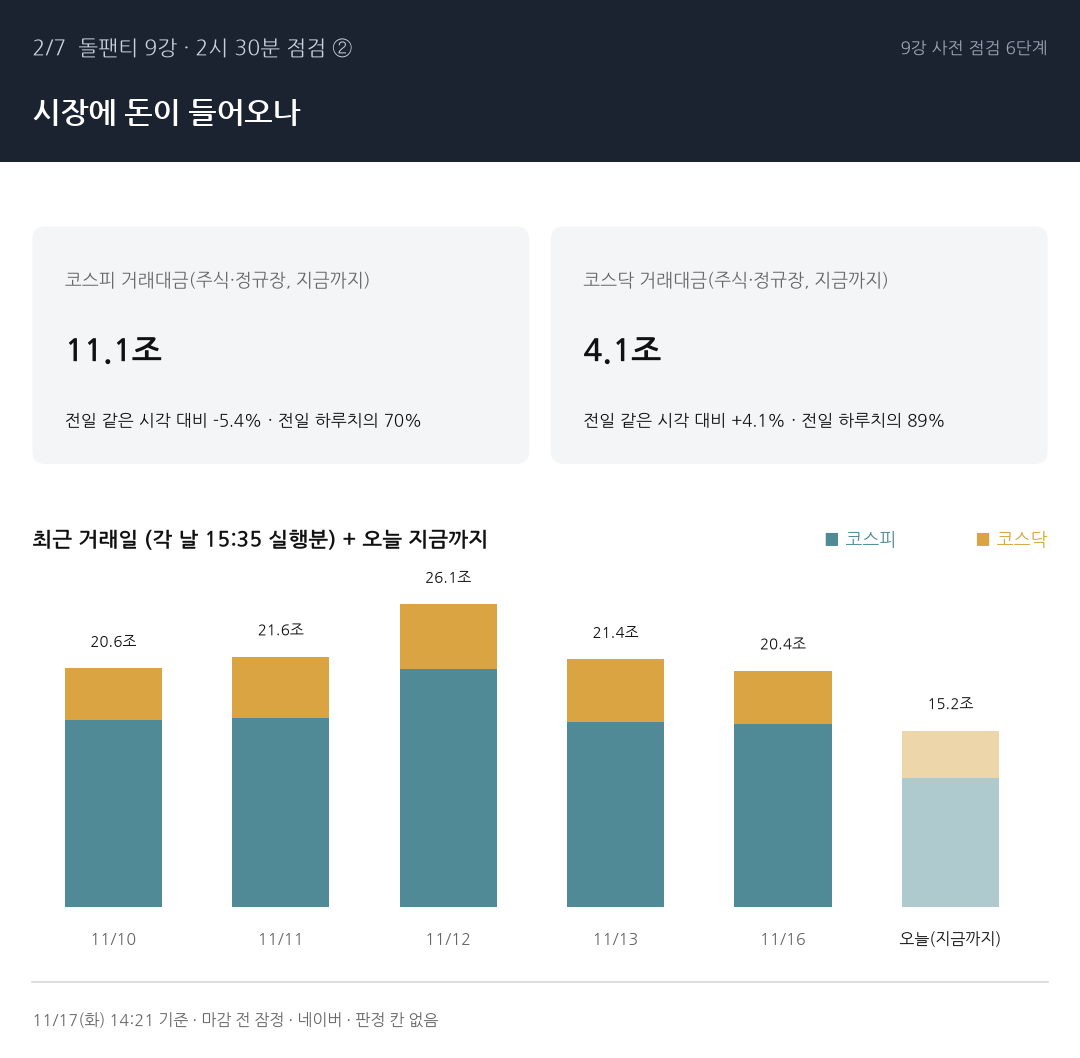 2/7 돌팬티 9강 · 2시 30분 점검 ②
9강 사전 점검 6단계
시장에 돈이 들어오나
코스피 거래대금(주식·정규장, 지금까지)
11.1조
전일 같은 시각 대비 -5.4% · 전일 하루치의 70%
코스닥 거래대금(주식·정규장, 지금까지)
4.1조
전일 같은 시각 대비 +4.1% · 전일 하루치의 89%
최근 거래일 (각 날 15:35 실행분) + 오늘 지금까지
■ 코스피
■ 코스닥
20.6조
21.6조
26.1조
21.4조
20.4조
15.2조
11/10
11/11
11/12
11/13
11/16
오늘(지금까지)
11/17(화) 14:21 기준 · 마감 전 잠정 · 네이버 · 판정 칸 없음